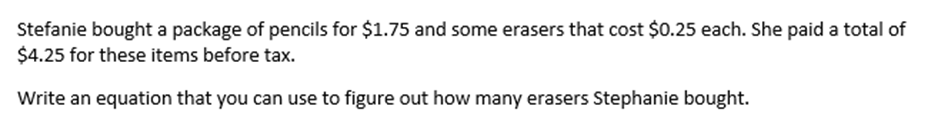 Stefanie bought a package of pencils for $1.75 and some erasers that cost $0.25 each. She paid a total of
$4.25 for these items before tax.
Write an equation that you can use to figure out how many erasers Stephanie bought.